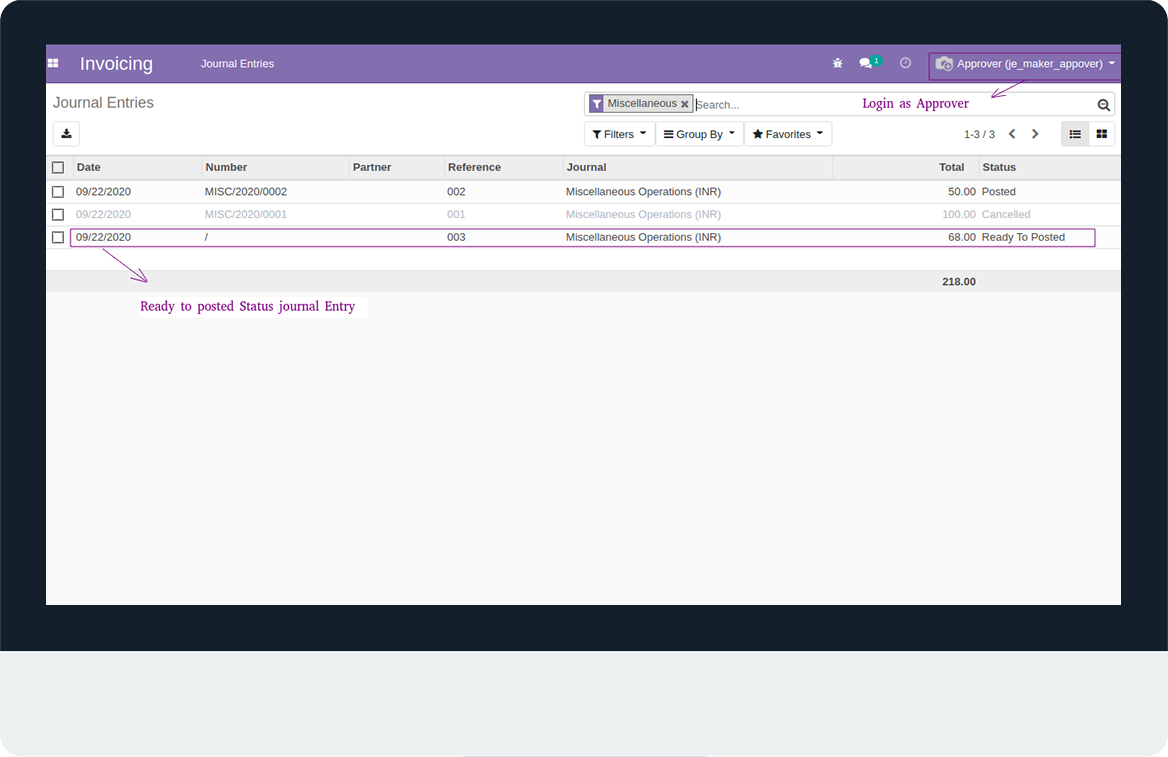 Invoicing Journal Entries 1 Approver (je_maker_appover)
Journal Entries Miscellaneous Search... Login as Approver
Filters Group By Favorites 1-3 / 3
Date Number Partner Reference Journal Total Status
09/22/2020 MISC/2020/0002 002 Miscellaneous Operations (INR) 50.00 Posted
09/22/2020 MISC/2020/0001 001 Miscellaneous Operations (INR) 100.00 Cancelled
09/22/2020 / 003 Miscellaneous Operations (INR) 68.00 Ready To Posted
218.00
Ready to posted Status journal Entry